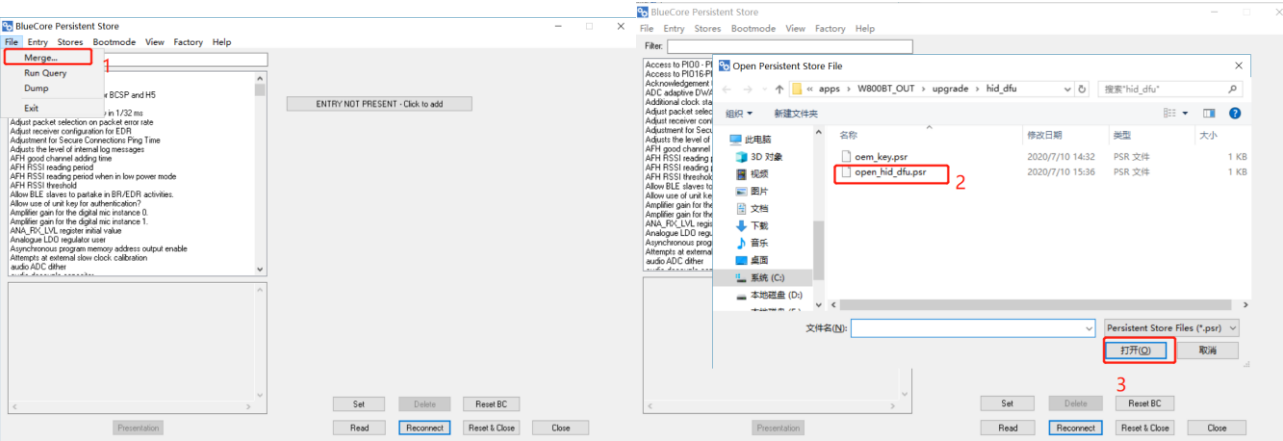 BlueCore Persistent Store
File Entry Stores Bootmode View Factory Help
Merge...
1
Run Query
Dump
Exit
r BCSP and H5
in 1/32 ms
Adjust packet selection on packet error rate
Adjust receiver configuration for EDR
Adjustment for Secure Connections Ping Time
Adjusts the level of internal log messages
AFH good channel adding time
AFH RSSI reading period
AFH RSSI reading period when in low power mode
AFH RSSI threshold
Allow BLE slaves to partake in BR/EDR activities.
Allow use of unit key for authentication?
Amplifier gain for the digital mic instance 0.
Amplifier gain for the digital mic instance 1.
ANA_RX_LVL register initial value
Analogue LDO regulator user
Asynchronous program memory address output enable
Attempts at external slow clock calibration
audio ADC dither
ENTRY NOT PRESENT - Click to add
Set Delete Reset BC
Presentation Read Reconnect Reset & Close Close
BlueCore Persistent Store
File Entry Stores Bootmode View Factory Help
Filter:
Access to PIO0 - PI
Access to PIO16-PI
Acknowledgement
ADC adaptive DWA
Additional clock sta
Adjust packet selec
Adjust receiver con
Adjustment for Secu
Adjusts the level of
AFH good channel
AFH RSSI reading p
AFH RSSI reading p
AFH RSSI threshold
Allow BLE slaves to
Allow use of unit ke
Amplifier gain for the
Amplifier gain for the
ANA_RX_LVL regis
Analogue LDO regu
Asynchronous prog
Attempts at external
audio ADC dither
Open Persistent Store File
« apps › W800BT_OUT › upgrade › hid_dfu
搜索"hid_dfu"
组织 新建文件夹
此电脑
3D 对象
视频
图片
文档
下载
音乐
桌面
系统 (C:)
本地磁盘 (D:)
名称 修改日期 类型 大小
oem_key.psr 2020/7/10 14:32 PSR 文件 1 KB
open_hid_dfu.psr 2020/7/10 15:36 PSR 文件 1 KB
2
文件名(N):
Persistent Store Files (*.psr)
打开(O) 取消
3
Set Delete Reset BC
Presentation Read Reconnect Reset & Close Close